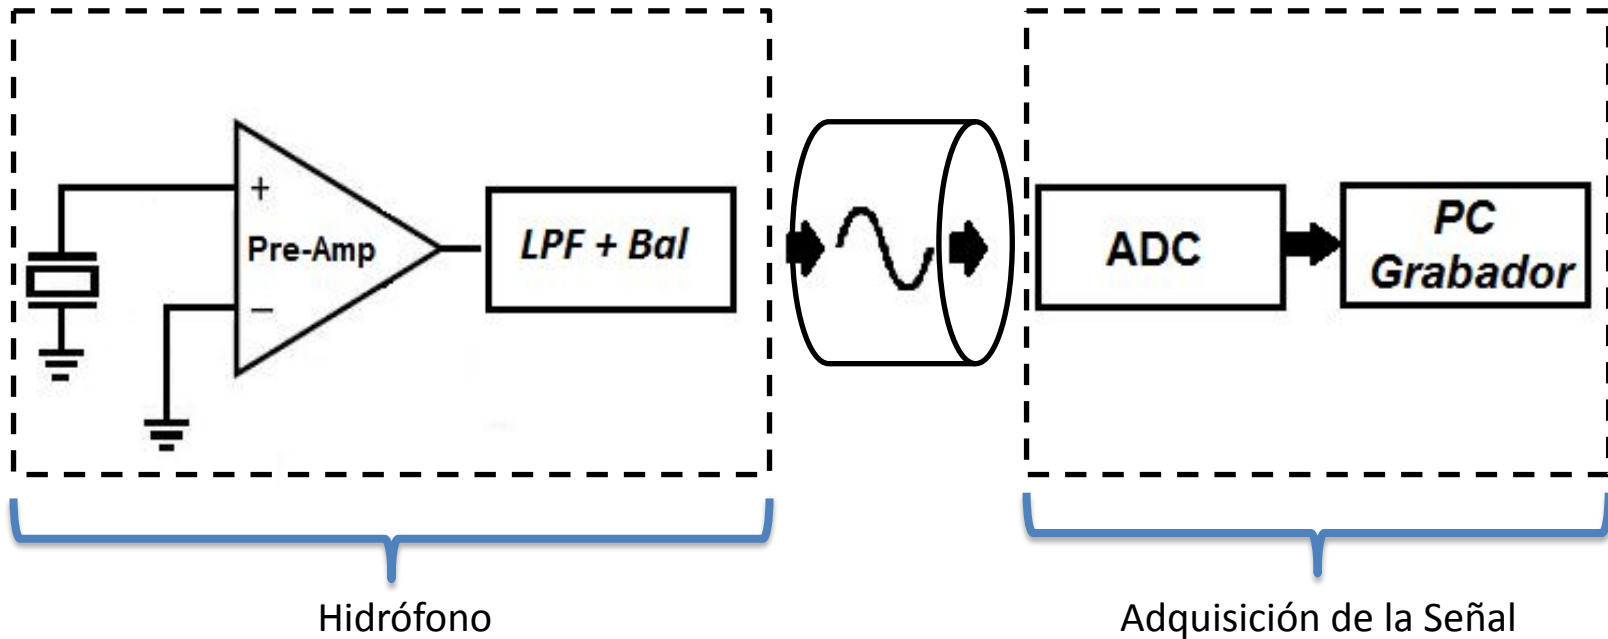 +
Pre-Amp
−
LPF + Bal
ADC
PC
Grabador
Hidrófono
Adquisición de la Señal